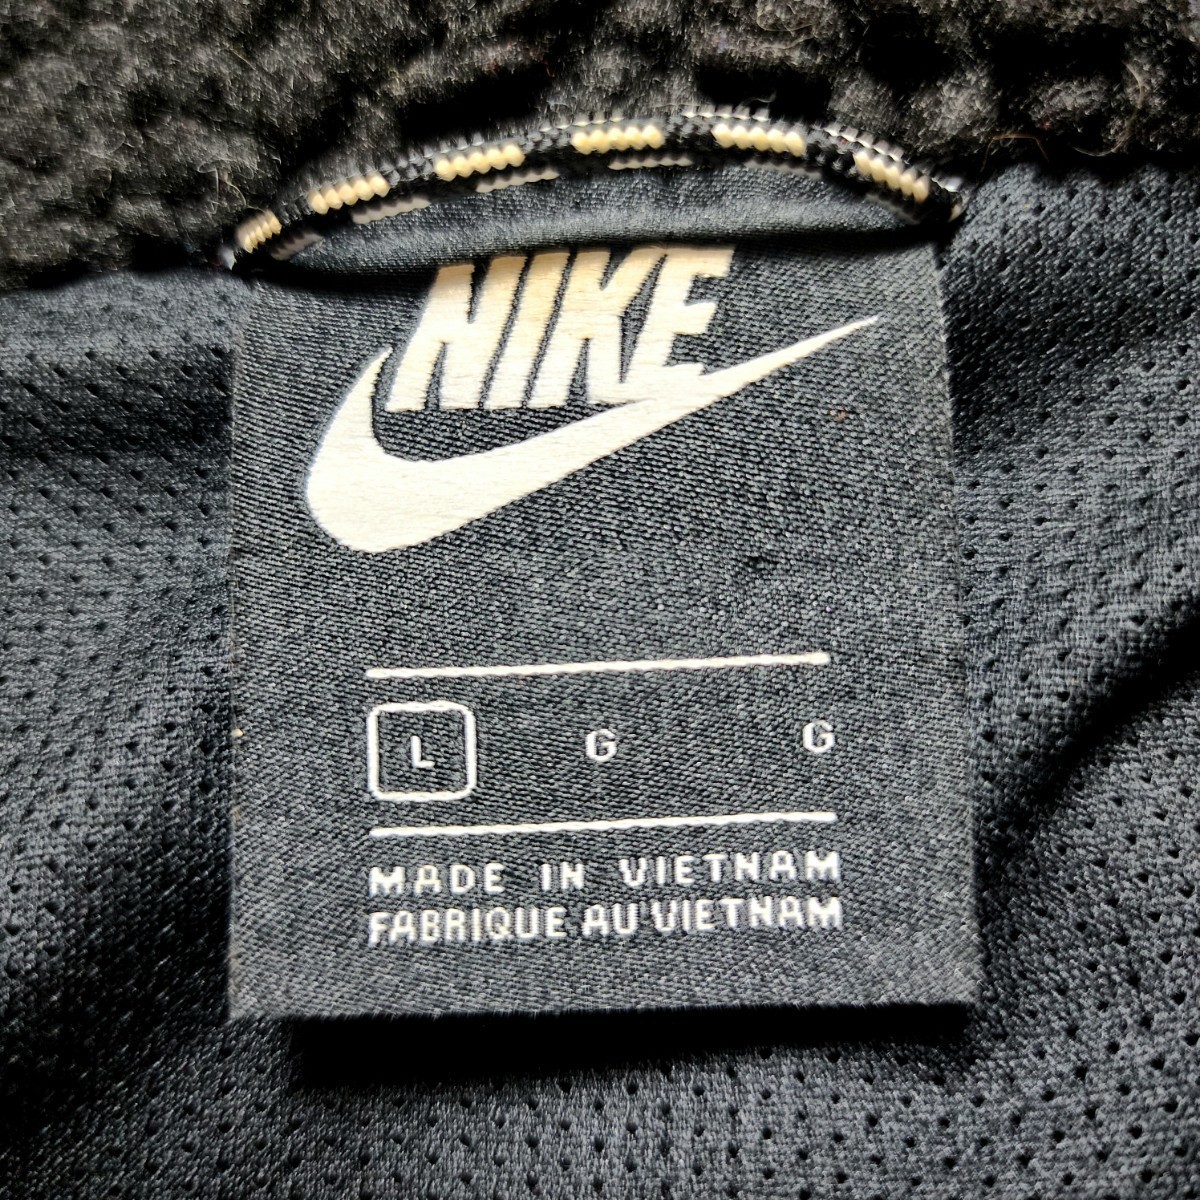 NIKE
L G G
MADE IN VIETNAM
FABRIQUE AU VIETNAM